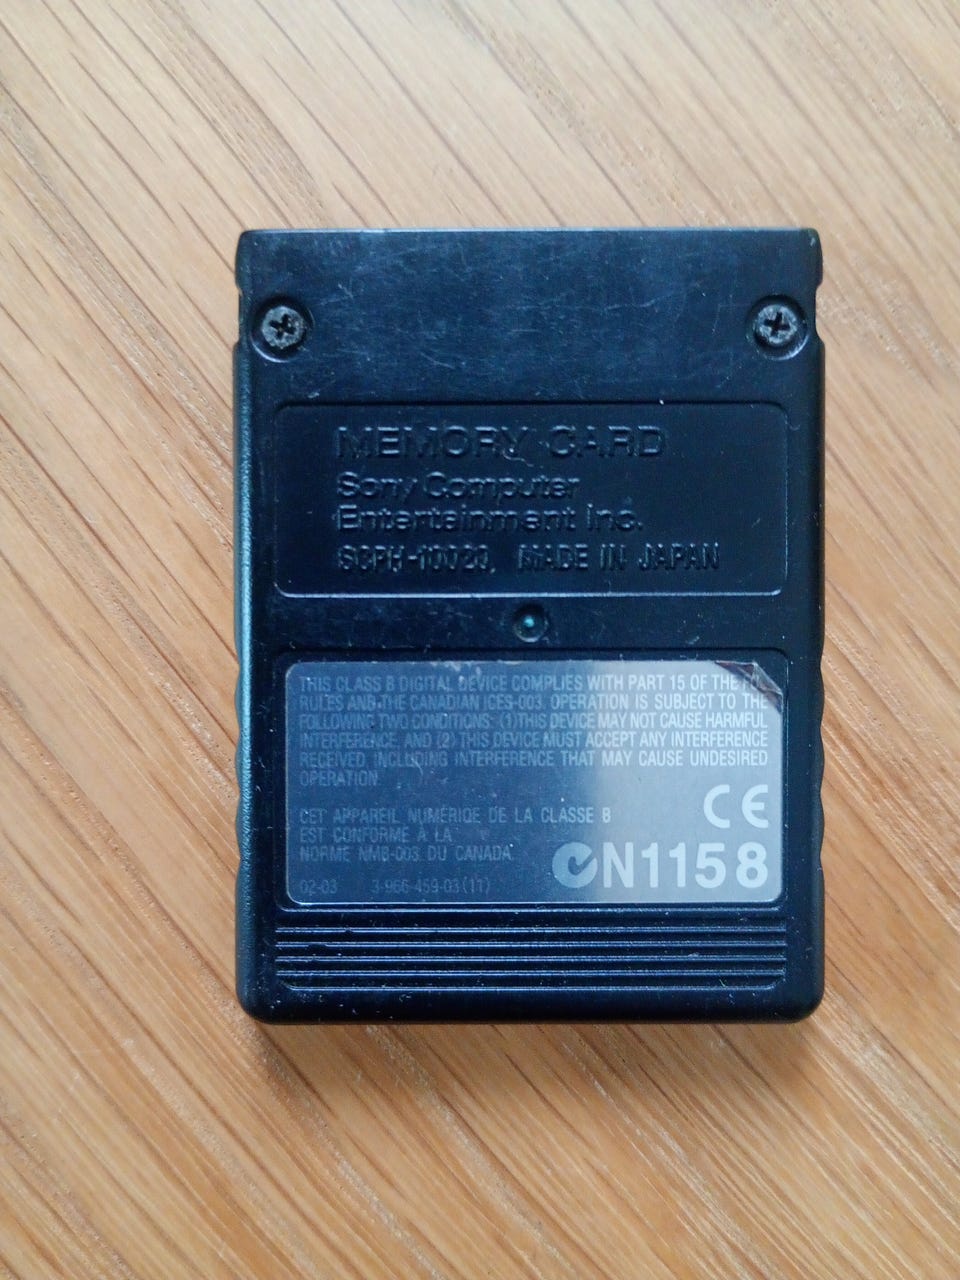 MEMORY CARD
Sony Computer
Entertainment Inc.
SCPH-10020 MADE IN JAPAN
THIS CLASS B DIGITAL DEVICE COMPLIES WITH PART 15 OF THE
RULES AND THE CANADIAN ICES-003. OPERATION IS SUBJECT TO THE
FOLLOWING TWO CONDITIONS: (1) THIS DEVICE MAY NOT CAUSE HARMFUL
INTERFERENCE, AND (2) THIS DEVICE MUST ACCEPT ANY INTERFERENCE
RECEIVED, INCLUDING INTERFERENCE THAT MAY CAUSE UNDESIRED
OPERATION.
CET APPAREIL NUMERIQE DE LA CLASSE B
EST CONFORME À LA
NORME NMB-003 DU CANADA.
CE
N1158
02-03 3-966-459-03(11)